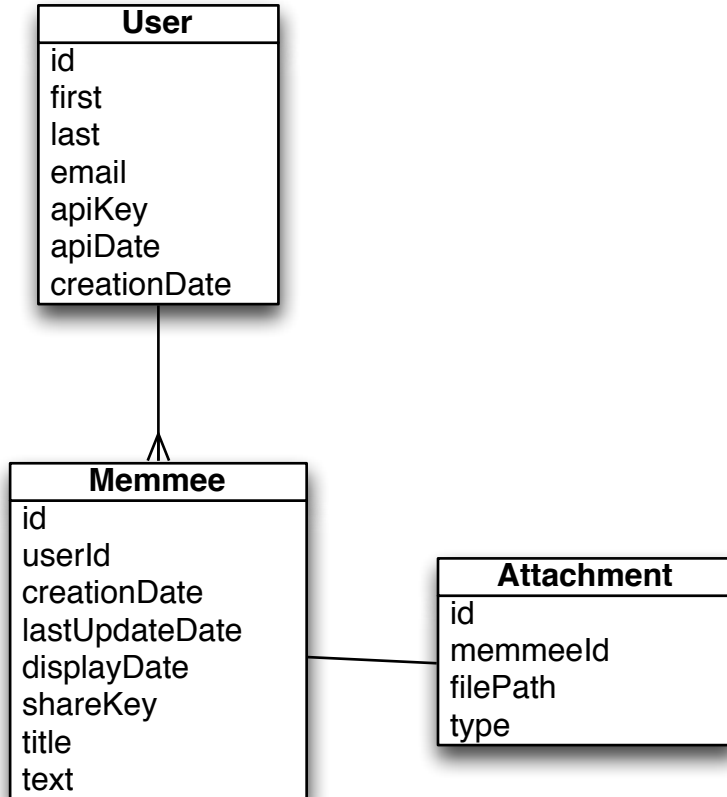 User
id
first
last
email
apiKey
apiDate
creationDate
Memmee
id
userId
creationDate
lastUpdateDate
displayDate
shareKey
title
text
Attachment
id
memmeeId
filePath
type